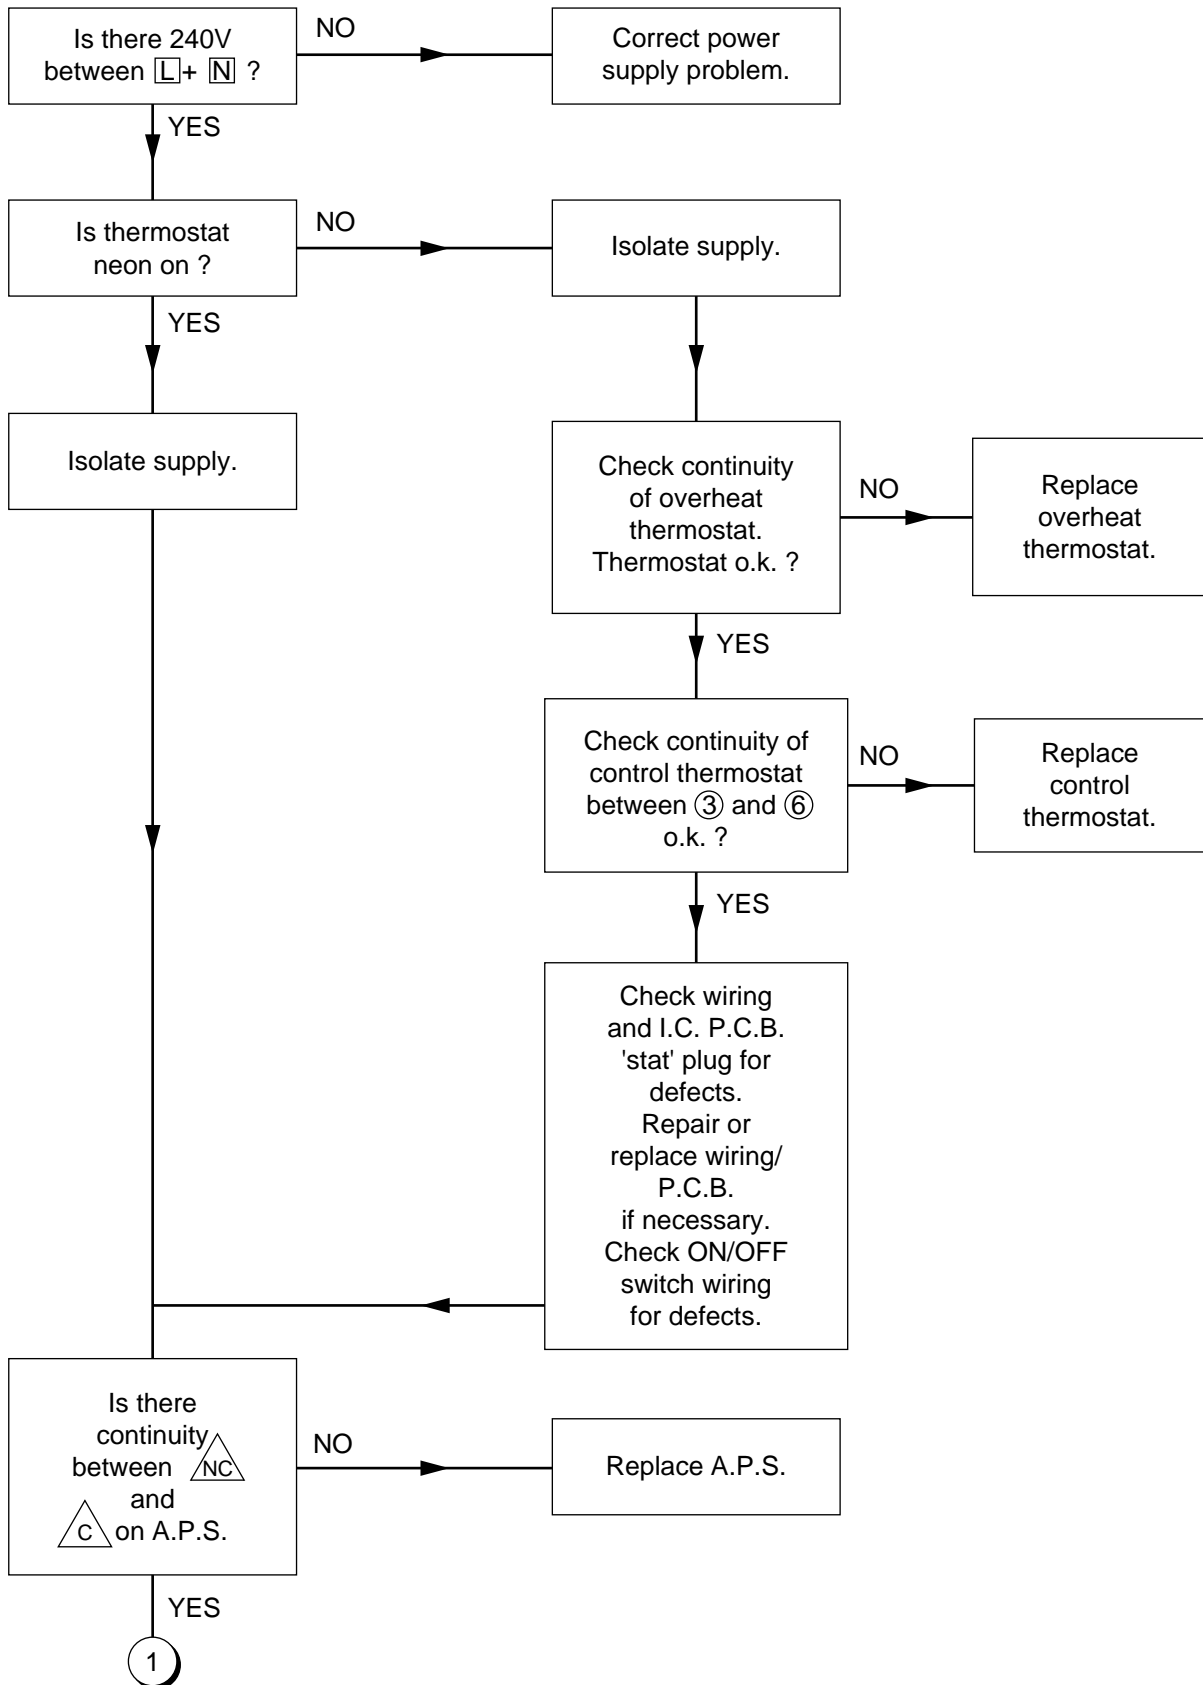 Is there 240V
between L + N ?
NO
Correct power
supply problem.
YES
Is thermostat
neon on ?
NO
Isolate supply.
YES
Isolate supply.
Check continuity
of overheat
thermostat.
Thermostat o.k. ?
NO
Replace
overheat
thermostat.
YES
Check continuity of
control thermostat
between 3 and 6
o.k. ?
NO
Replace
control
thermostat.
YES
Check wiring
and I.C. P.C.B.
'stat' plug for
defects.
Repair or
replace wiring/
P.C.B.
if necessary.
Check ON/OFF
switch wiring
for defects.
Is there
continuity
between NC
and
C on A.P.S.
NO
Replace A.P.S.
YES
1